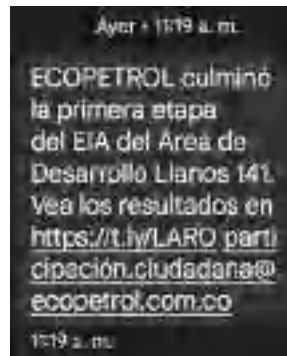 Ayer • 11:19 a. m.
ECOPETROL culminó
la primera etapa
del EIA del Area de
Desarrollo Llanos 141.
Vea los resultados en
https://t.ly/LARO parti
cipación.ciudadana@
ecopetrol.com.co
11:19 a. m.